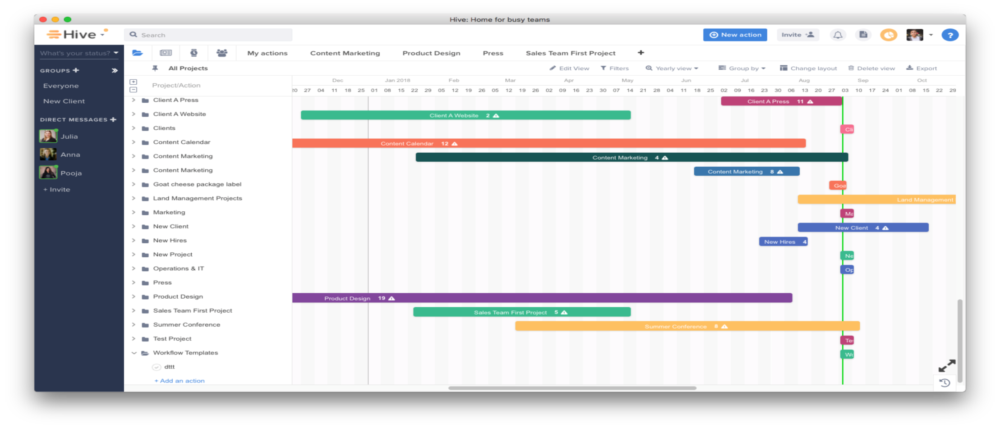 Hive: Home for busy teams
Hive
Search
New action
Invite
?
What's your status?
My actions
Content Marketing
Product Design
Press
Sales Team First Project
+
GROUPS +
All Projects
Edit View
Filters
Yearly view
Group by
Change layout
Delete view
Export
Everyone
New Client
DIRECT MESSAGES +
Julia
Anna
Pooja
+ Invite
Project/Action
Dec Jan 2018 Feb Mar Apr May Jun Jul Aug Sep Oct
20 27 04 11 18 25 01 08 15 22 29 05 12 19 26 05 12 19 26 02 09 16 23 30 07 14 21 28 04 11 18 25 02 09 16 23 30 06 13 20 27 03 10 17 24 01 08 15 22 29
Client A Press
Client A Press 11
Client A Website
Client A Website 2
Clients
Cli
Content Calendar
Content Calendar 12
Content Marketing
Content Marketing 4
Content Marketing
Content Marketing 8
Goat cheese package label
Goa
Land Management Projects
Land Management
Marketing
Ma
New Client
New Client 4
New Hires
New Hires 4
New Project
Ne
Operations & IT
Op
Press
Product Design
Product Design 19
Sales Team First Project
Sales Team First Project 5
Summer Conference
Summer Conference 8
Test Project
Tes
Workflow Templates
Wo
dttt
+ Add an action